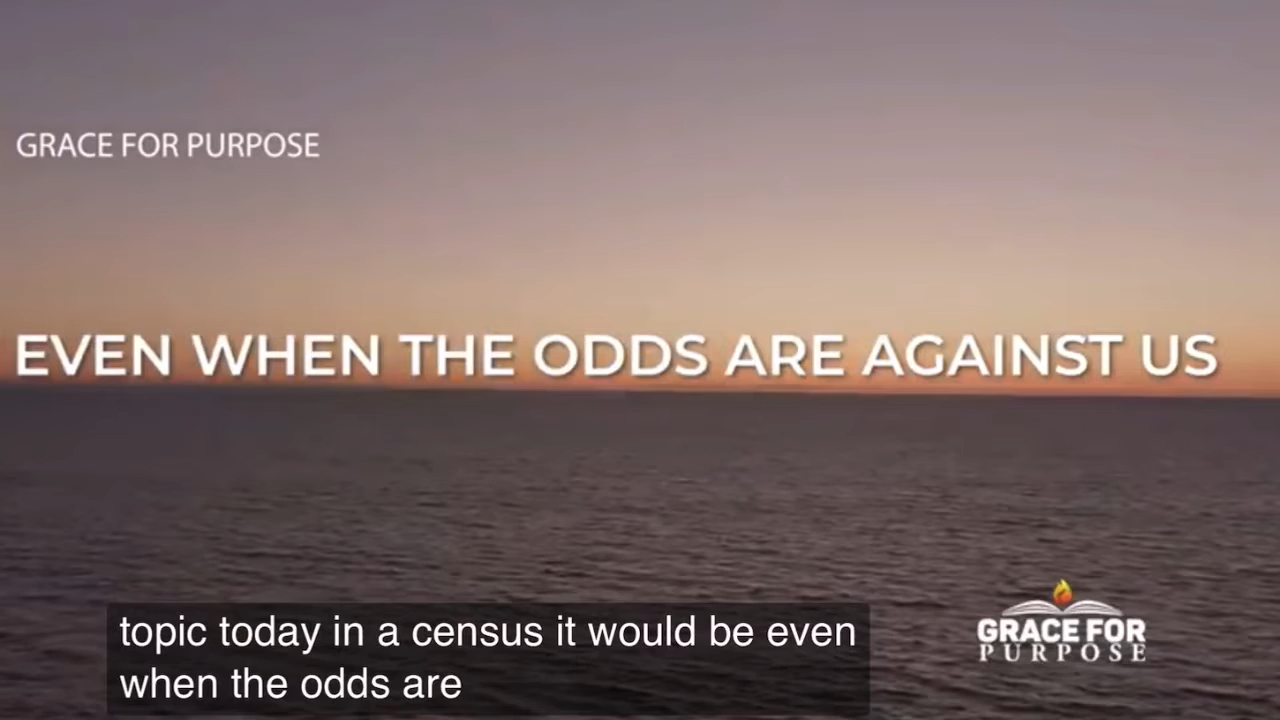 GRACE FOR PURPOSE
EVEN WHEN THE ODDS ARE AGAINST US
topic today in a census it would be even
when the odds are
GRACE FOR
PURPOSE